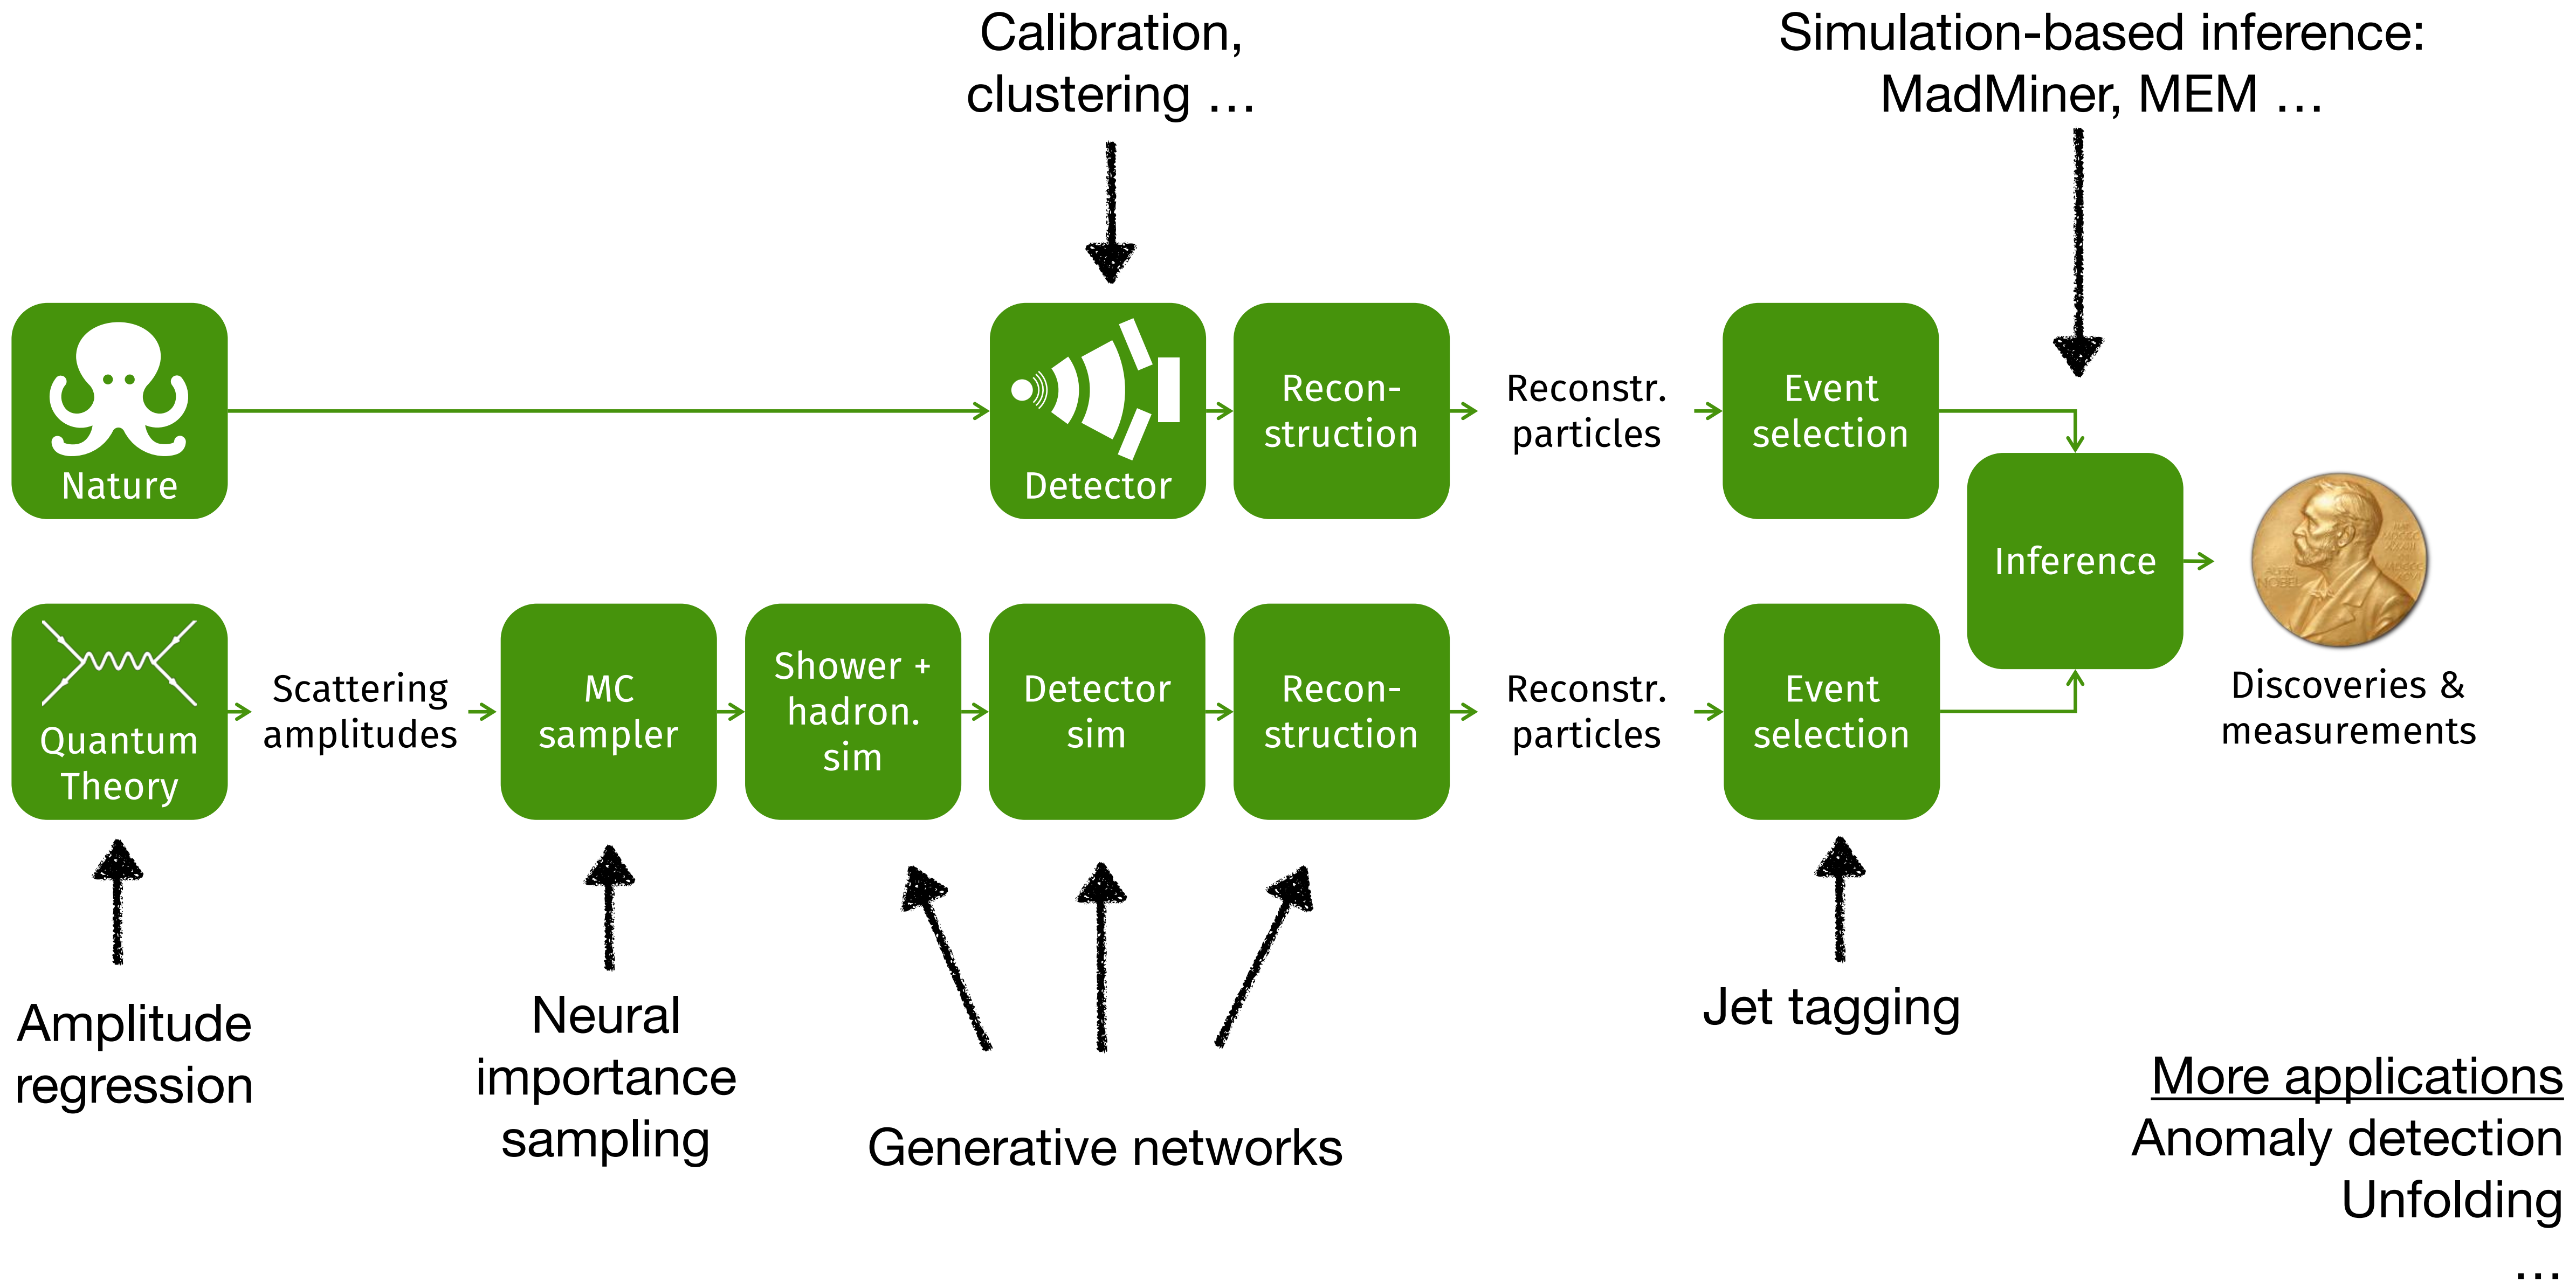 Calibration,
clustering …
Simulation-based inference:
MadMiner, MEM …
Nature
Detector
Recon-
struction
Reconstr.
particles
Event
selection
Inference
Discoveries &
measurements
Quantum
Theory
Scattering
amplitudes
MC
sampler
Shower +
hadron.
sim
Detector
sim
Recon-
struction
Reconstr.
particles
Event
selection
Amplitude
regression
Neural
importance
sampling
Generative networks
Jet tagging
More applications
Anomaly detection
Unfolding
…